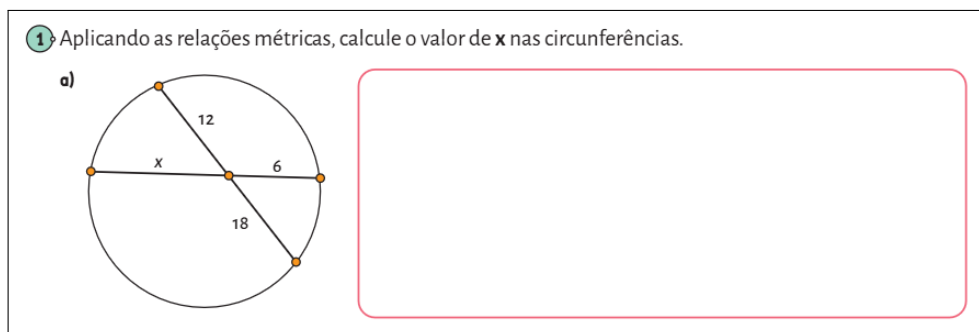 1 Aplicando as relações métricas, calcule o valor de x nas circunferências.
a)
12
x
6
18